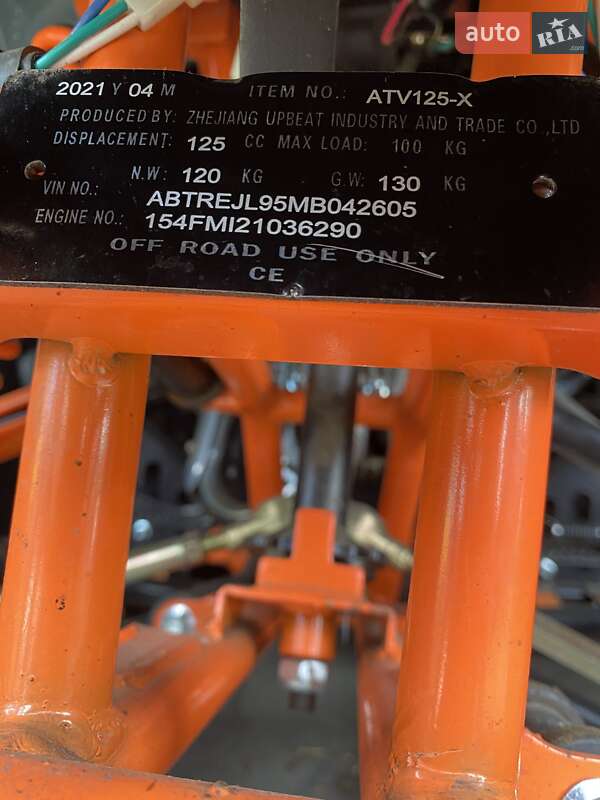 auto RIA .com
2021 Y 04 M ITEM NO.: ATV125-X
PRODUCED BY: ZHEJIANG UPBEAT INDUSTRY AND TRADE CO.,LTD
DISPLACEMENT: 125 CC MAX LOAD: 100 KG
N.W: 120 KG G.W: 130 KG
VIN NO.: ABTREJL95MB042605
ENGINE NO.: 154FMI21036290
OFF ROAD USE ONLY
CE